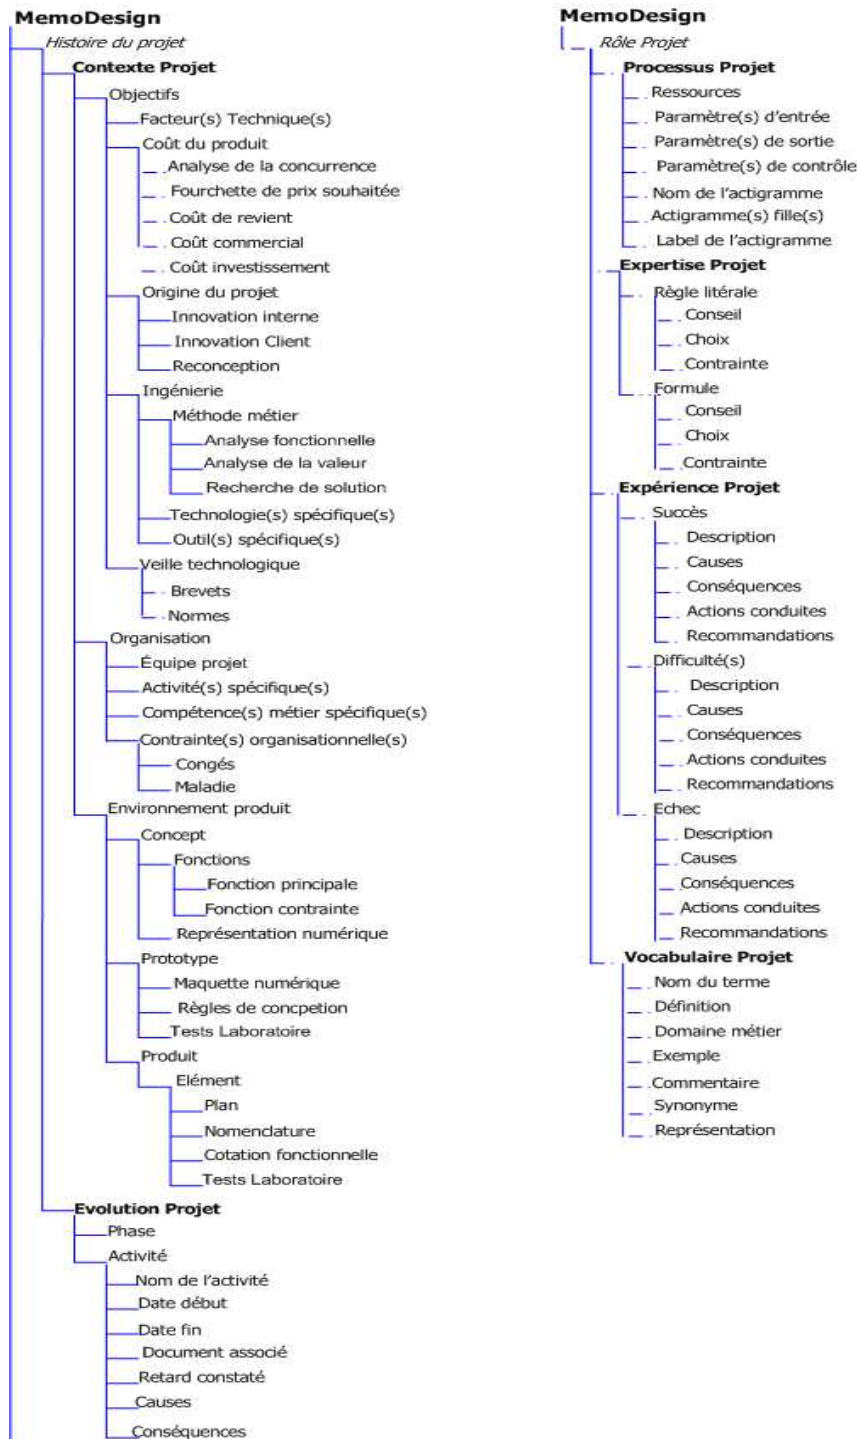 MemoDesign
Histoire du projet
Contexte Projet
Objectifs
Facteur(s) Technique(s)
Coût du produit
Analyse de la concurrence
Fourchette de prix souhaitée
Coût de revient
Coût commercial
Coût investissement
Origine du projet
Innovation interne
Innovation Client
Reconception
Ingénierie
Méthode métier
Analyse fonctionnelle
Analyse de la valeur
Recherche de solution
Technologie(s) spécifique(s)
Outil(s) spécifique(s)
Veille technologique
Brevets
Normes
Organisation
Équipe projet
Activité(s) spécifique(s)
Compétence(s) métier spécifique(s)
Contrainte(s) organisationnelle(s)
Congés
Maladie
Environnement produit
Concept
Fonctions
Fonction principale
Fonction contrainte
Représentation numérique
Prototype
Maquette numérique
Règles de concpetion
Tests Laboratoire
Produit
Elément
Plan
Nomenclature
Cotation fonctionnelle
Tests Laboratoire
Evolution Projet
Phase
Activité
Nom de l'activité
Date début
Date fin
Document associé
Retard constaté
Causes
Conséquences
MemoDesign
Rôle Projet
Processus Projet
Ressources
Paramètre(s) d'entrée
Paramètre(s) de sortie
Paramètre(s) de contrôle
Nom de l'actigramme
Actigramme(s) fille(s)
Label de l'actigramme
Expertise Projet
Règle litérale
Conseil
Choix
Contrainte
Formule
Conseil
Choix
Contrainte
Expérience Projet
Succès
Description
Causes
Conséquences
Actions conduites
Recommandations
Difficulté(s)
Description
Causes
Conséquences
Actions conduites
Recommandations
Echec
Description
Causes
Conséquences
Actions conduites
Recommandations
Vocabulaire Projet
Nom du terme
Définition
Domaine métier
Exemple
Commentaire
Synonyme
Représentation